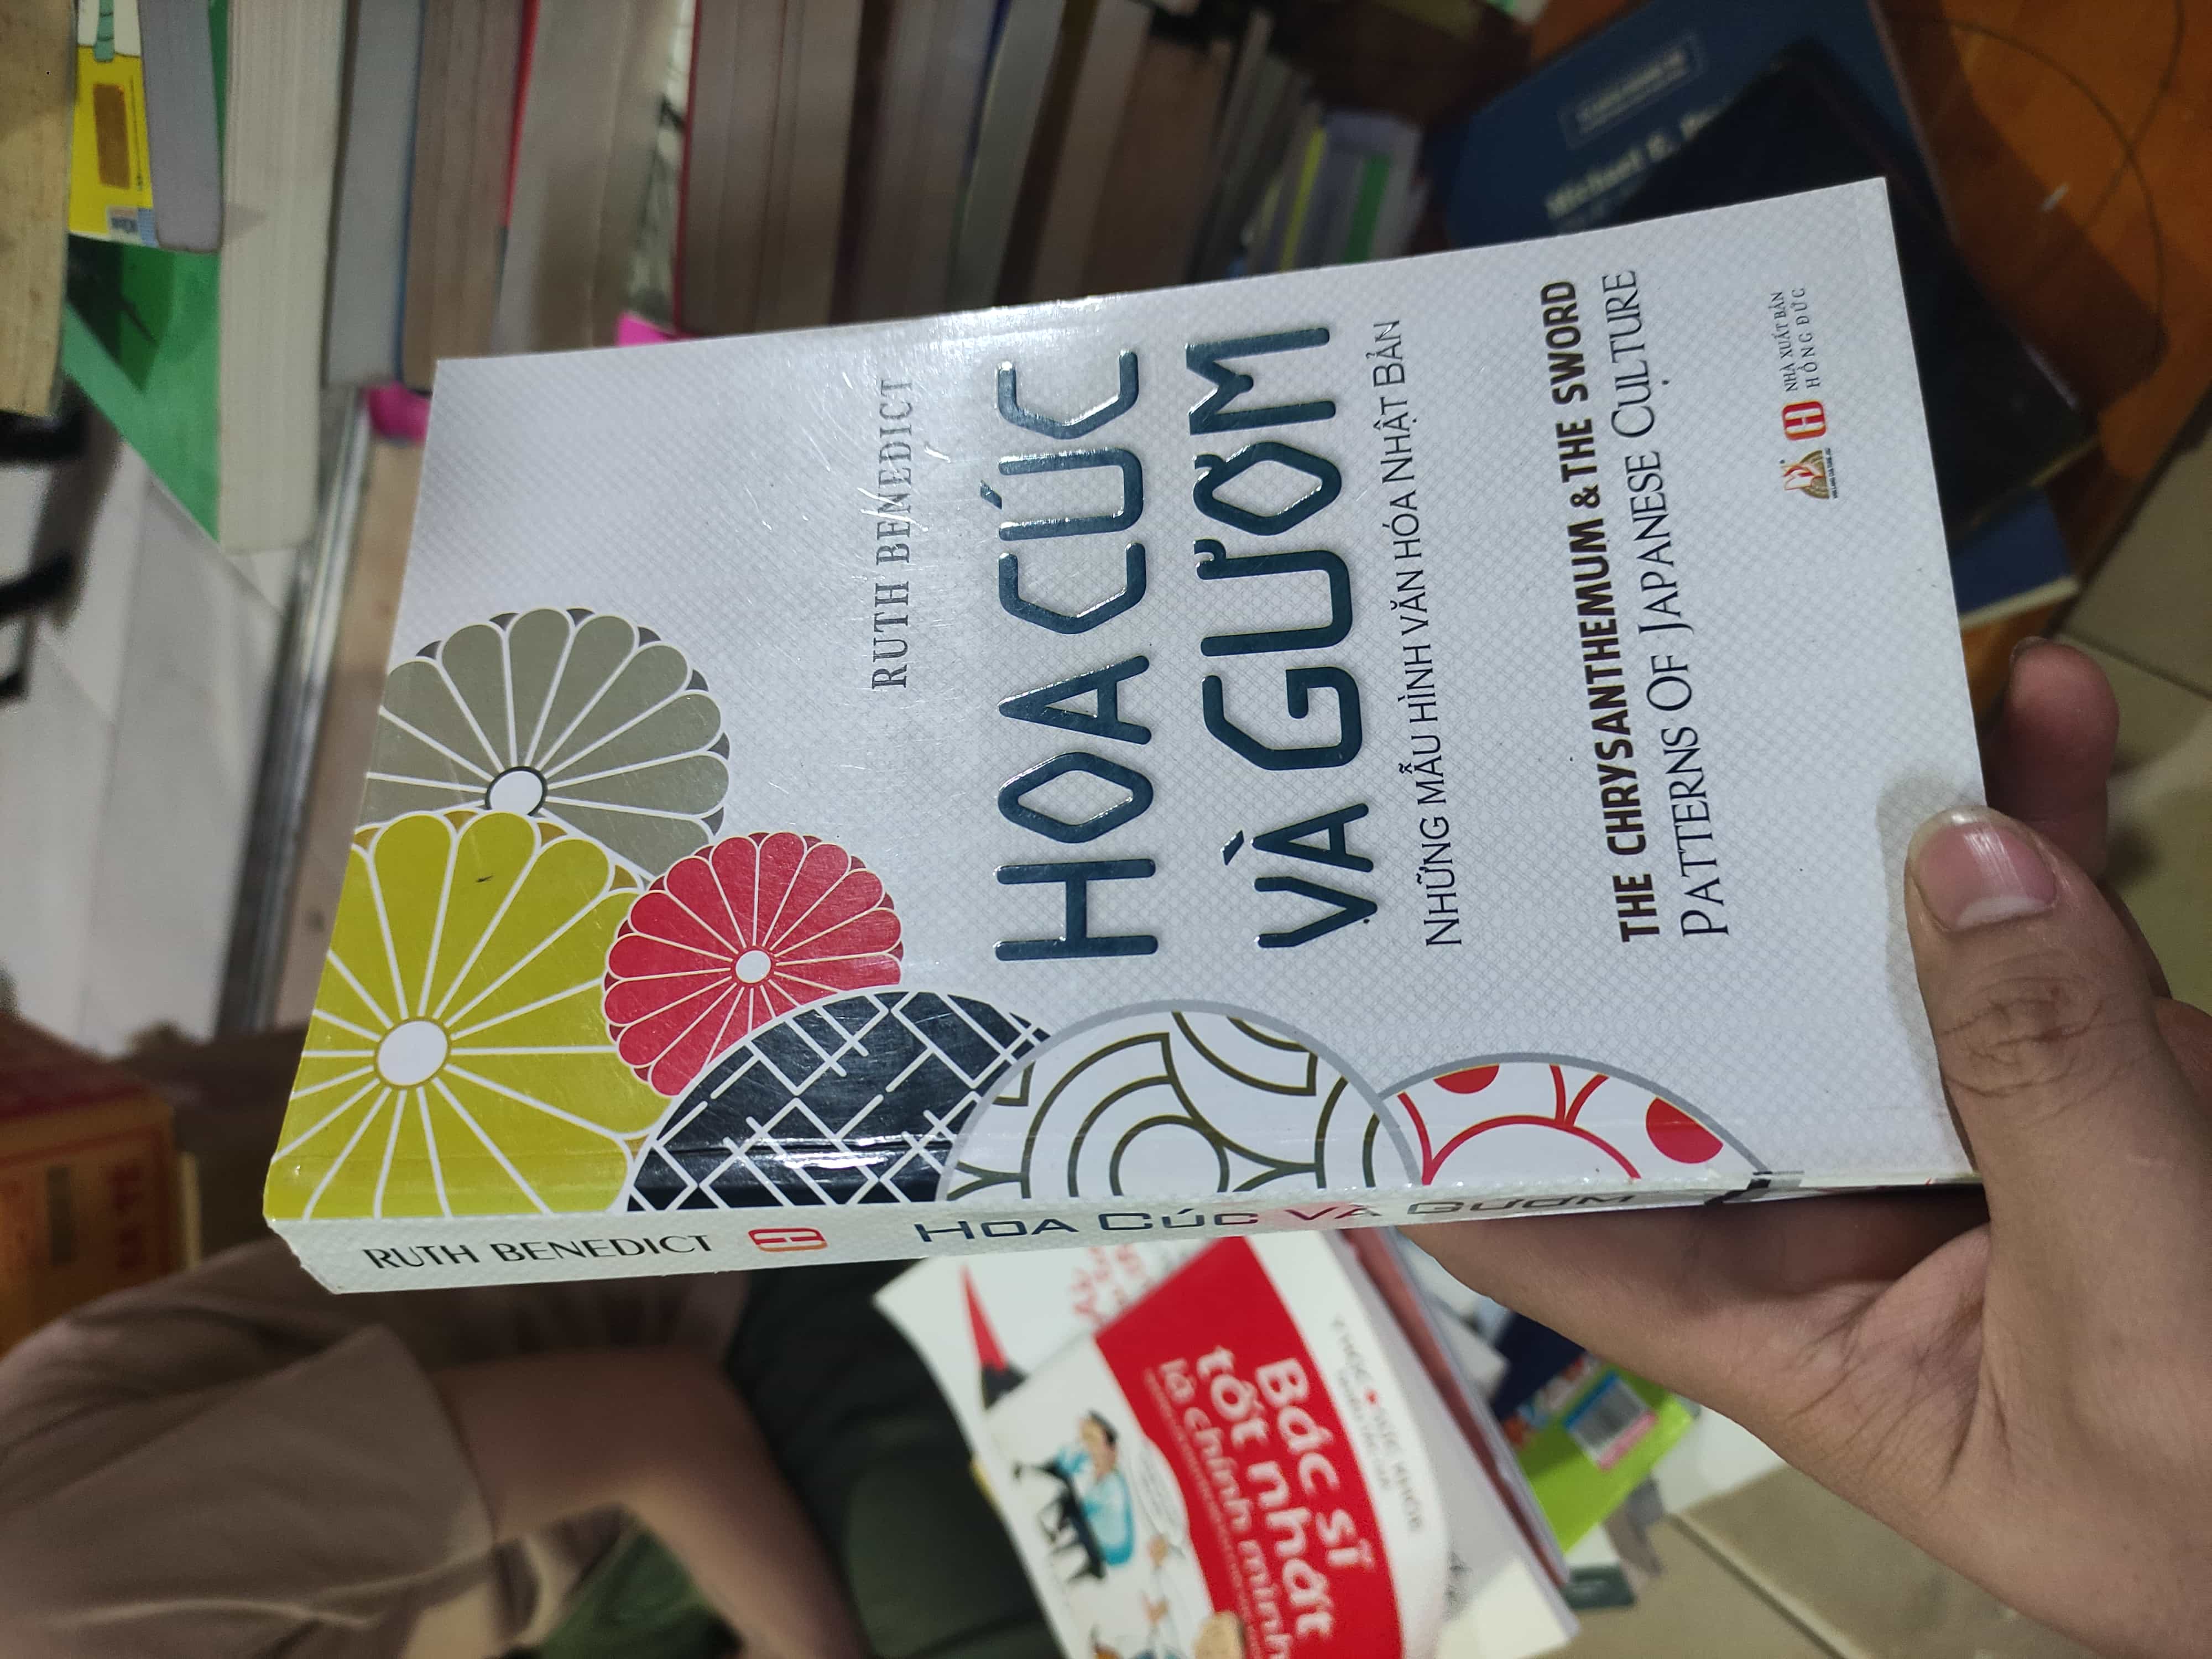 RUTH BENEDICT
HOA CÚC
VÀ GƯƠM
NHỮNG MẪU HÌNH VĂN HÓA NHẬT BẢN
THE CHRYSANTHEMUM & THE SWORD
PATTERNS OF JAPANESE CULTURE
NHÀ XUẤT BẢN
HỒNG ĐỨC
RUTH BENEDICT HOA CÚC VÀ GƯƠM
Bác sĩ
tốt nhất
là chính mình
Michael E.